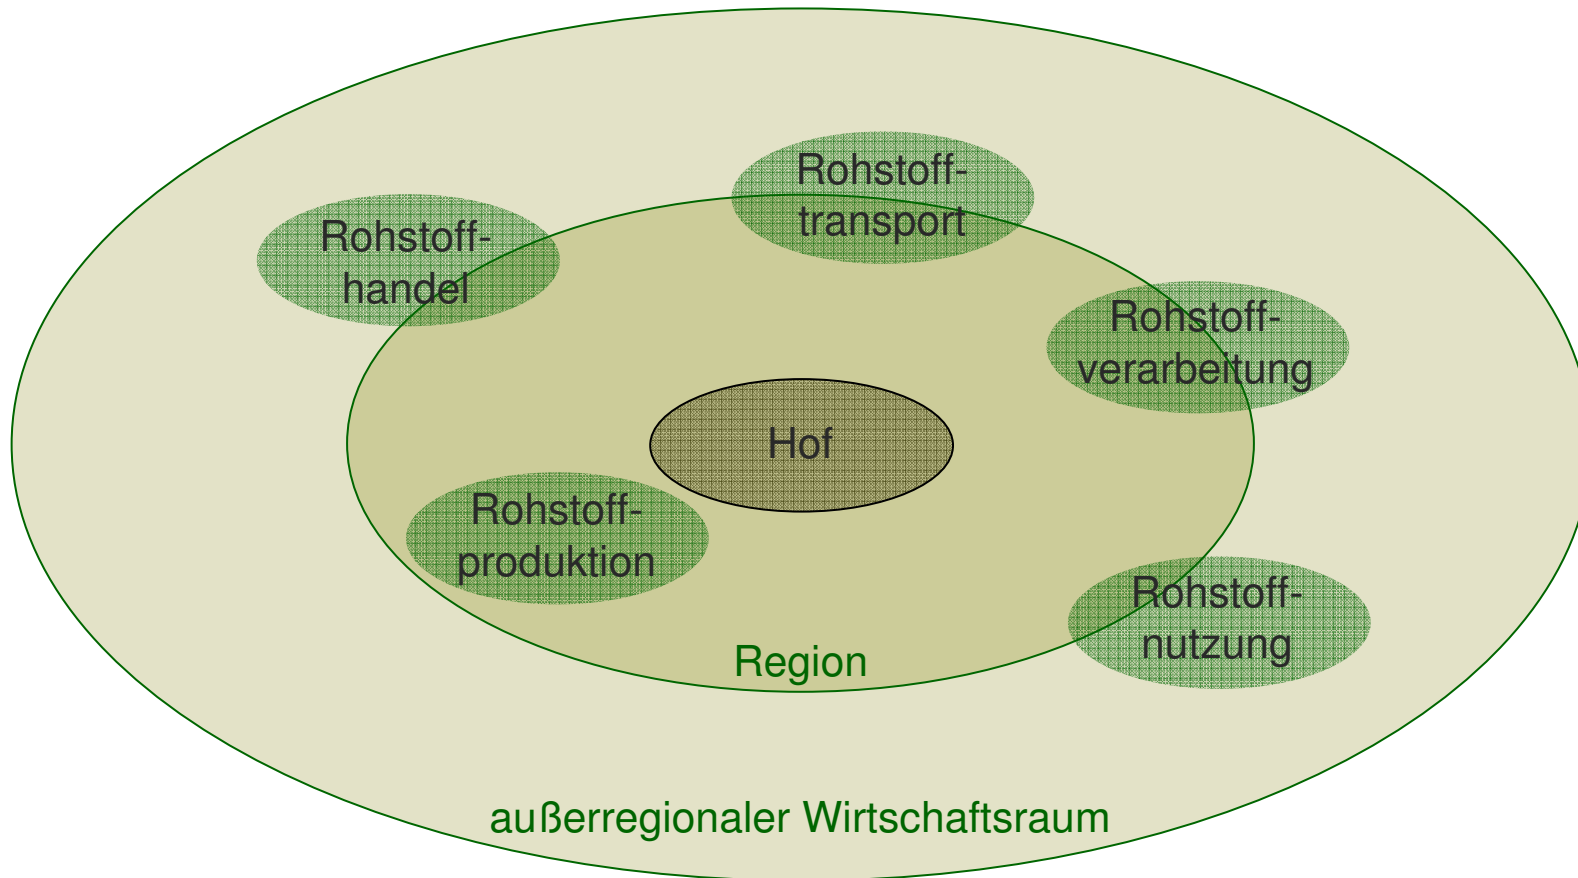 Rohstoff-
transport
Rohstoff-
handel
Rohstoff-
verarbeitung
Hof
Rohstoff-
produktion
Rohstoff-
nutzung
Region
außerregionaler Wirtschaftsraum